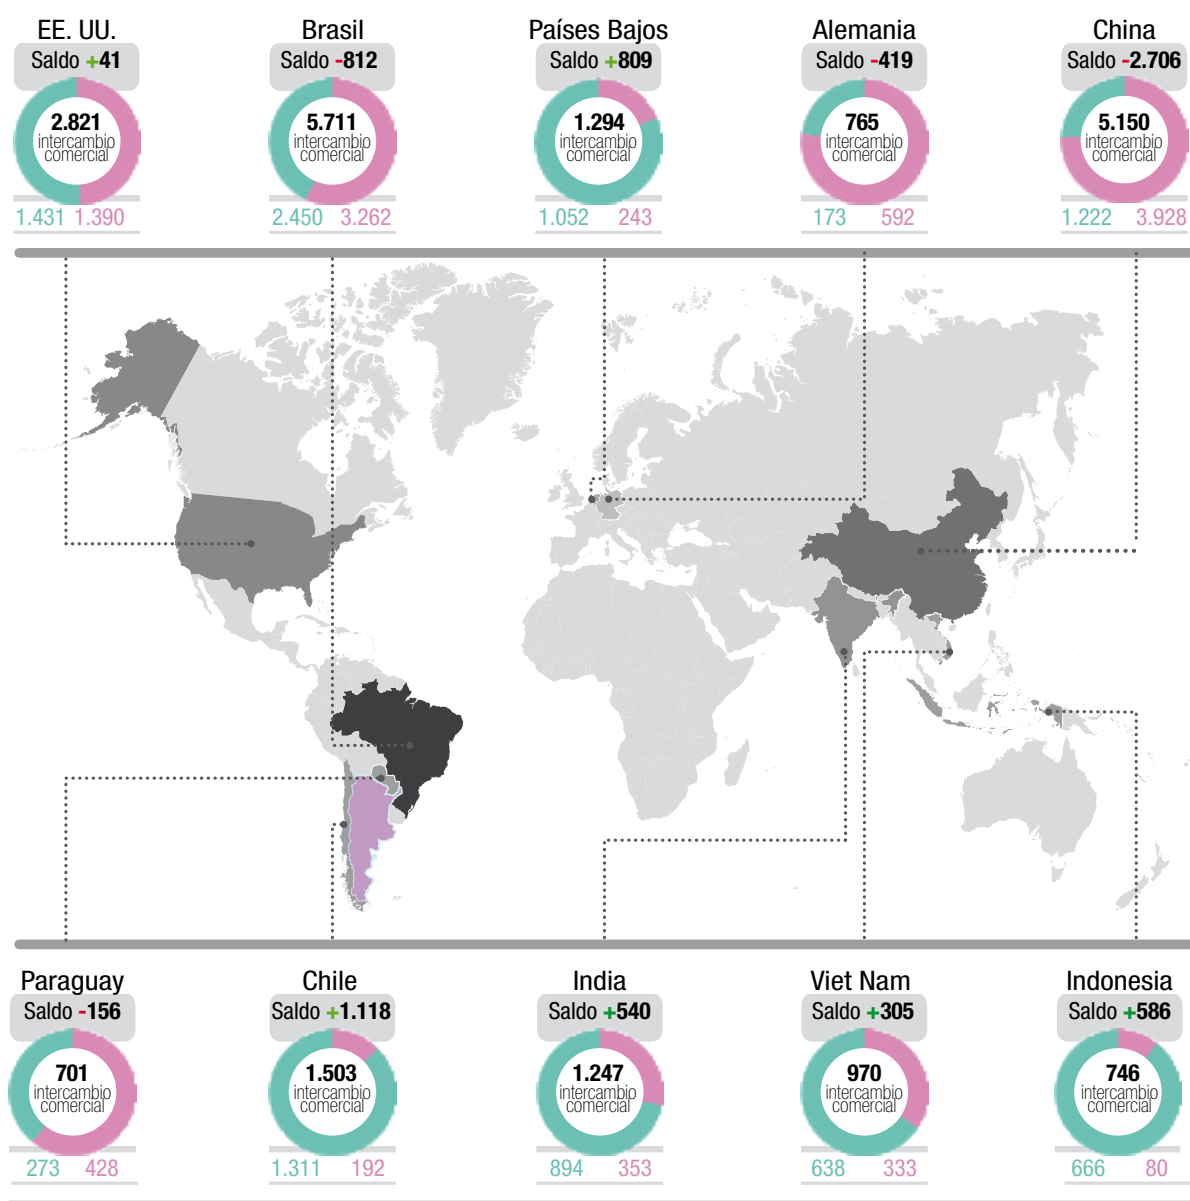 EE. UU.
Saldo +41
2.821
intercambio
comercial
1.431 1.390
Brasil
Saldo -812
5.711
intercambio
comercial
2.450 3.262
Países Bajos
Saldo +809
1.294
intercambio
comercial
1.052 243
Alemania
Saldo -419
765
intercambio
comercial
173 592
China
Saldo -2.706
5.150
intercambio
comercial
1.222 3.928
Paraguay
Saldo -156
701
intercambio
comercial
273 428
Chile
Saldo +1.118
1.503
intercambio
comercial
1.311 192
India
Saldo +540
1.247
intercambio
comercial
894 353
Viet Nam
Saldo +305
970
intercambio
comercial
638 333
Indonesia
Saldo +586
746
intercambio
comercial
666 80